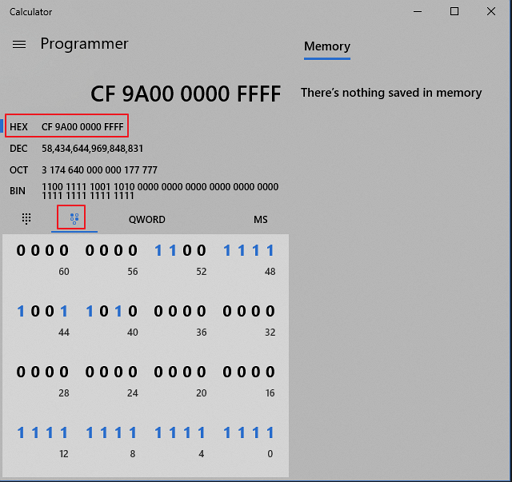 Calculator
Programmer
Memory
CF 9A00 0000 FFFF
There's nothing saved in memory
HEX CF 9A00 0000 FFFF
DEC 58,434,644,969,848,831
OCT 3 174 640 000 000 177 777
BIN 1100 1111 1001 1010 0000 0000 0000 0000 0000 0000
1111 1111 1111 1111
QWORD MS
0000 0000 1100 1111
60 56 52 48
1001 1010 0000 0000
44 40 36 32
0000 0000 0000 0000
28 24 20 16
1111 1111 1111 1111
12 8 4 0